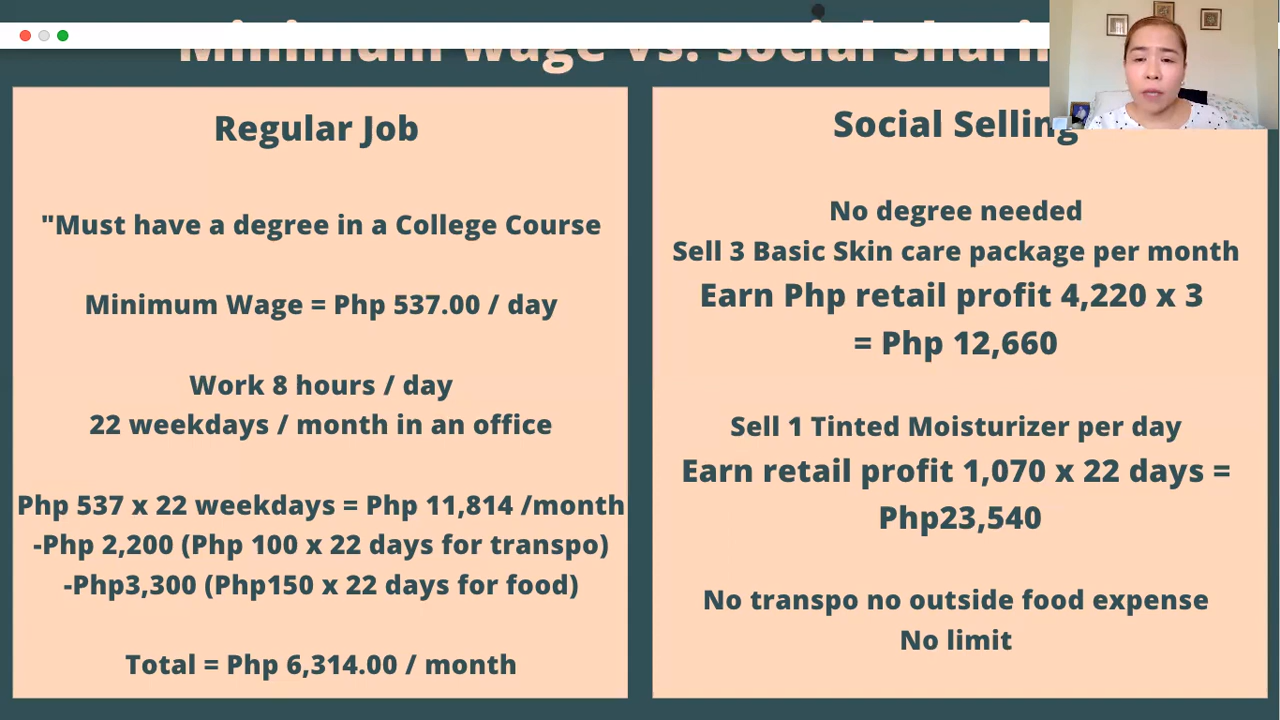 Minimum wage vs. social
Regular Job
"Must have a degree in a College Course
Minimum Wage = Php 537.00 / day
Work 8 hours / day
22 weekdays / month in an office
Php 537 x 22 weekdays = Php 11,814 /month
-Php 2,200 (Php 100 x 22 days for transpo)
-Php3,300 (Php150 x 22 days for food)
Total = Php 6,314.00 / month
Social Selling
No degree needed
Sell 3 Basic Skin care package per month
Earn Php retail profit 4,220 x 3
= Php 12,660
Sell 1 Tinted Moisturizer per day
Earn retail profit 1,070 x 22 days =
Php23,540
No transpo no outside food expense
No limit